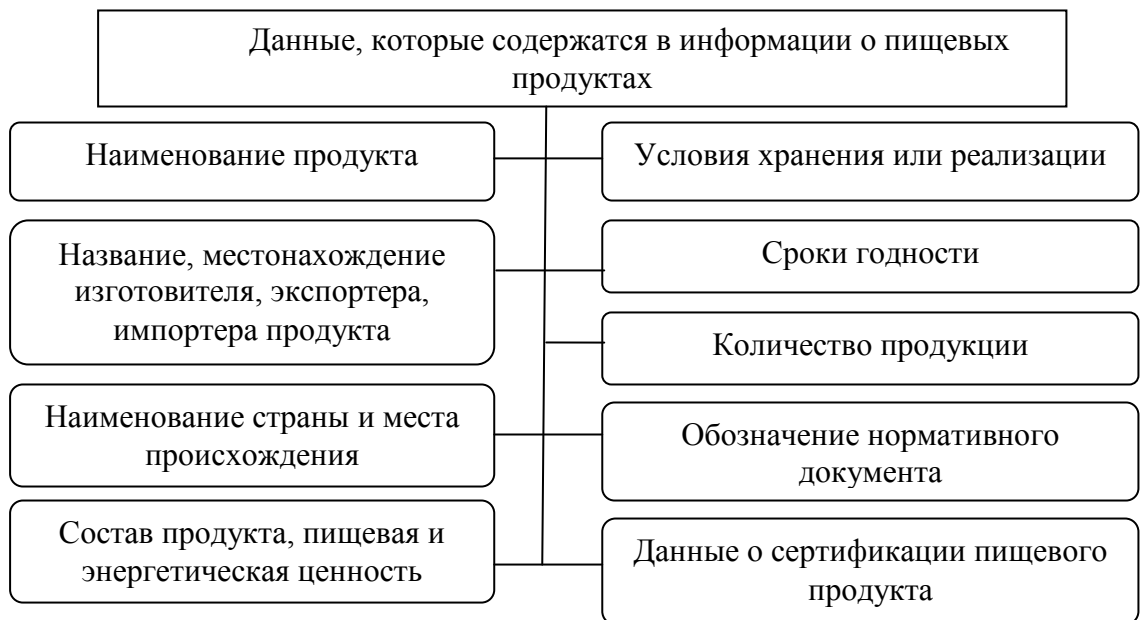 Данные, которые содержатся в информации о пищевых
продуктах
Наименование продукта
Название, местонахождение
изготовителя, экспортера,
импортера продукта
Наименование страны и места
происхождения
Состав продукта, пищевая и
энергетическая ценность
Условия хранения или реализации
Сроки годности
Количество продукции
Обозначение нормативного
документа
Данные о сертификации пищевого
продукта